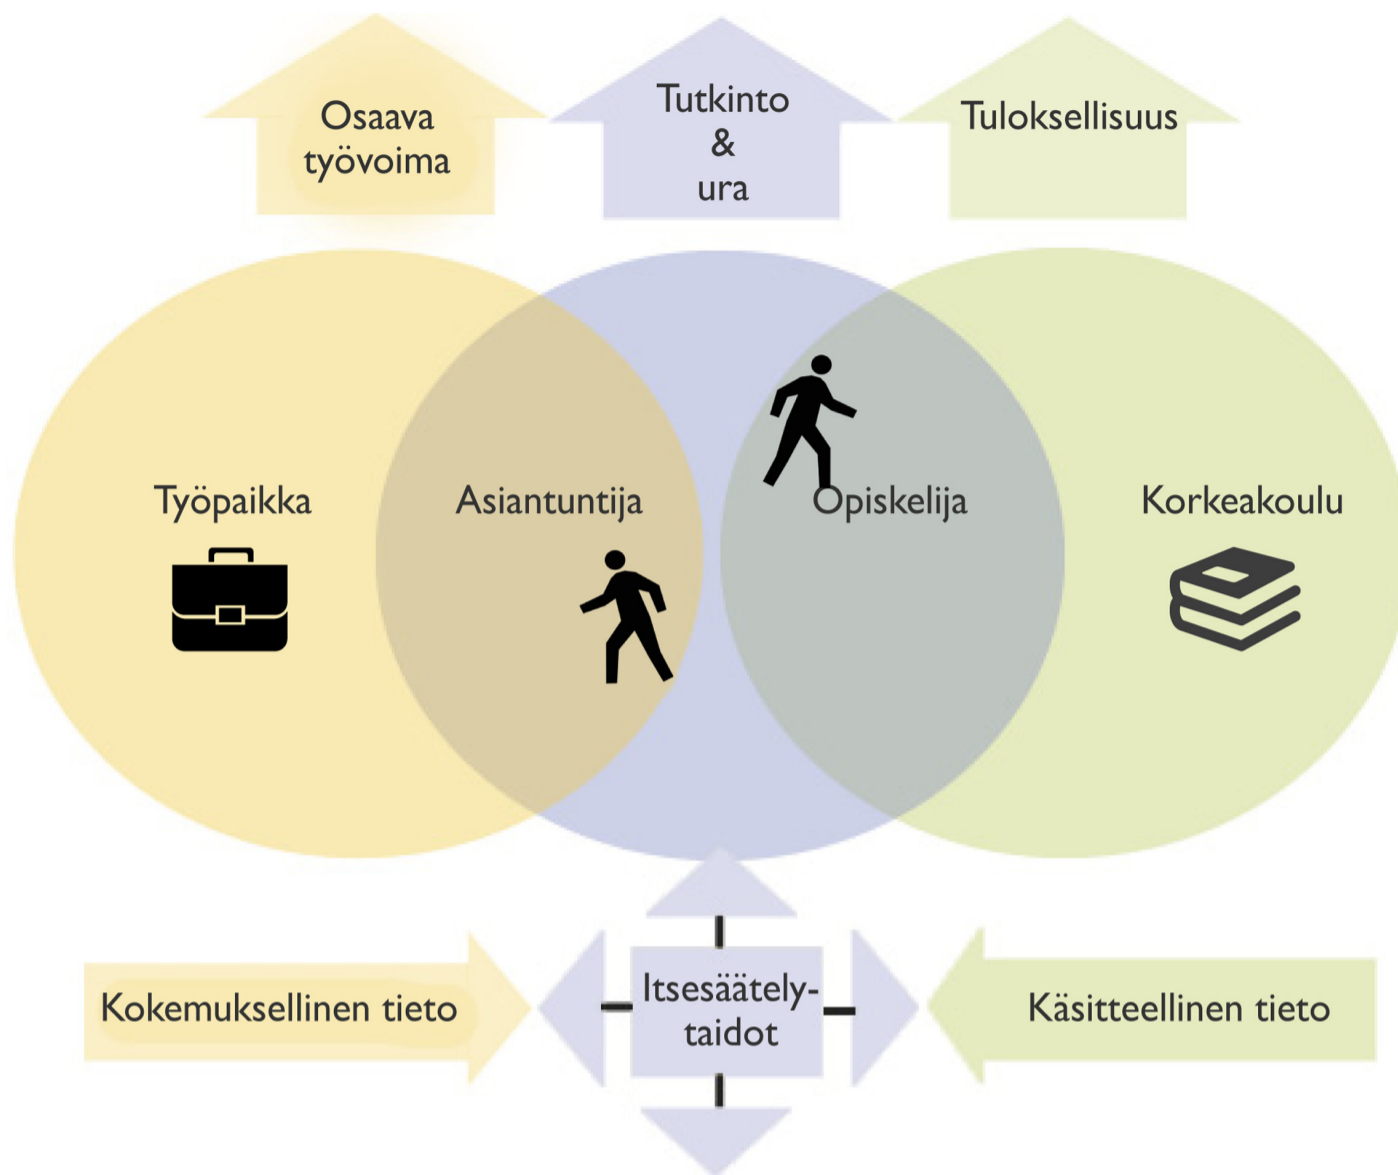 Osaava
työvoima
Tutkinto
&
ura
Tuloksellisuus
Työpaikka
Asiantuntija
Opiskelija
Korkeakoulu
Kokemuksellinen tieto
Itsesäätely-
taidot
Käsitteellinen tieto